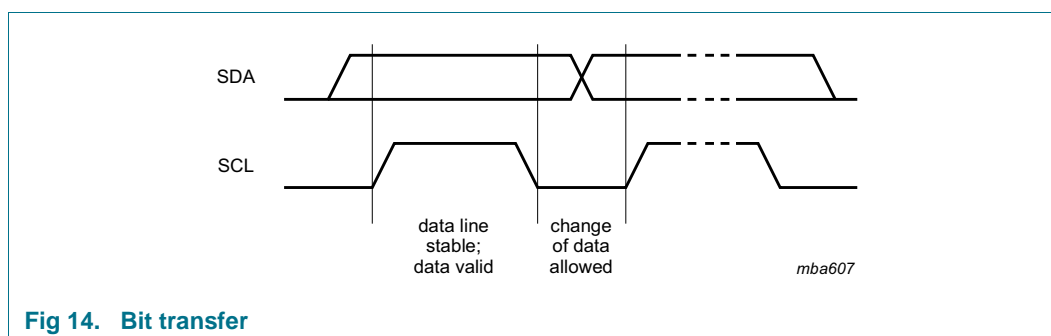 SDA
SCL
data line
stable;
data valid
change
of data
allowed
mba607
Fig 14. Bit transfer